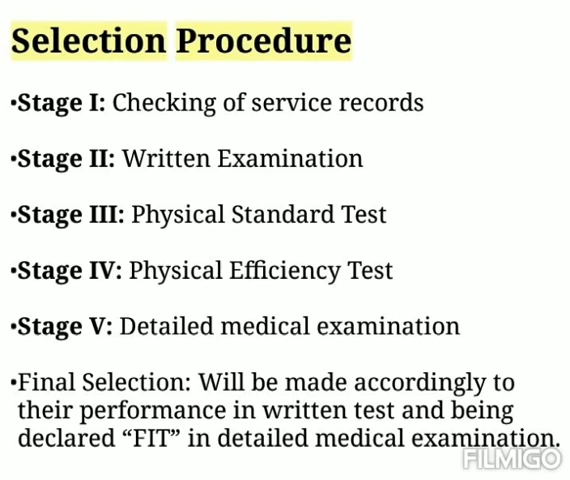 Selection Procedure
•Stage I: Checking of service records
•Stage II: Written Examination
•Stage III: Physical Standard Test
•Stage IV: Physical Efficiency Test
•Stage V: Detailed medical examination
•Final Selection: Will be made accordingly to
their performance in written test and being
declared “FIT” in detailed medical examination.
FILMIGO